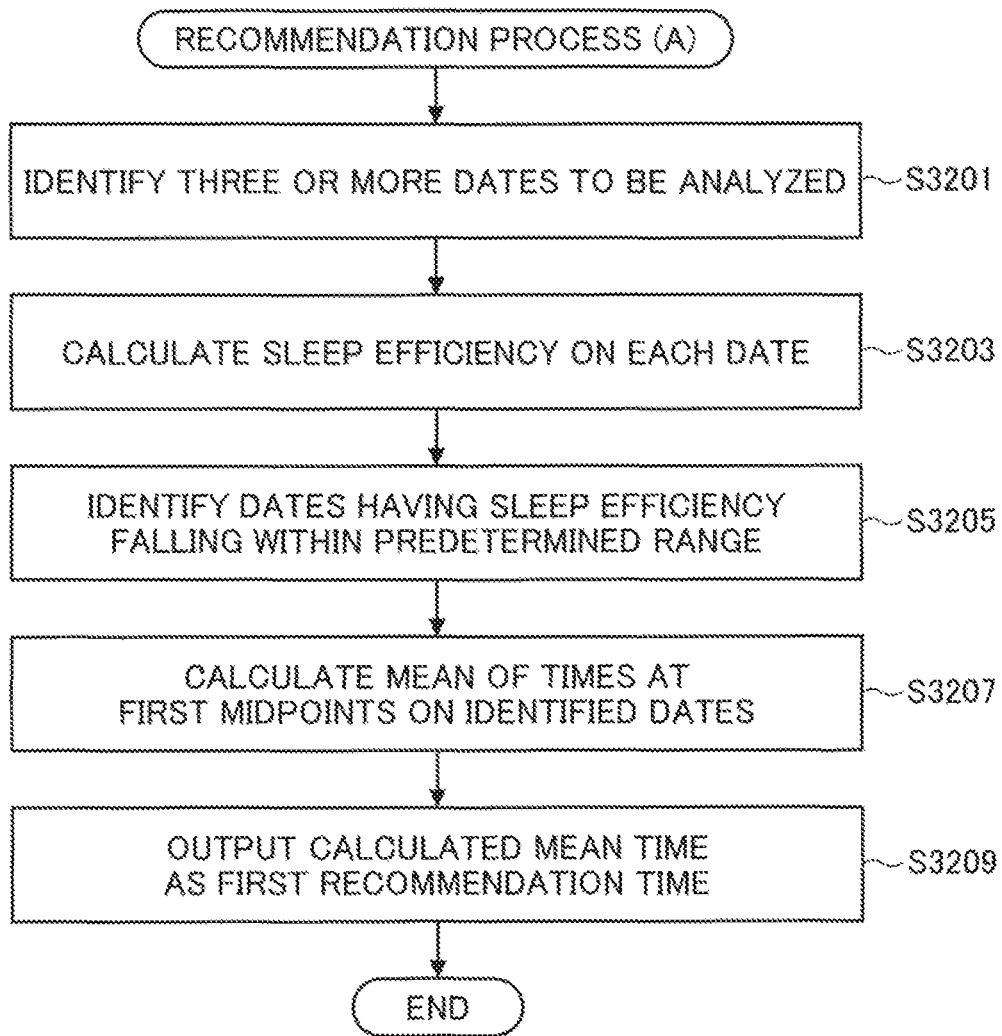 RECOMMENDATION PROCESS (A)
IDENTIFY THREE OR MORE DATES TO BE ANALYZED
S3201
CALCULATE SLEEP EFFICIENCY ON EACH DATE
S3203
IDENTIFY DATES HAVING SLEEP EFFICIENCY
FALLING WITHIN PREDETERMINED RANGE
S3205
CALCULATE MEAN OF TIMES AT
FIRST MIDPOINTS ON IDENTIFIED DATES
S3207
OUTPUT CALCULATED MEAN TIME
AS FIRST RECOMMENDATION TIME
S3209
END